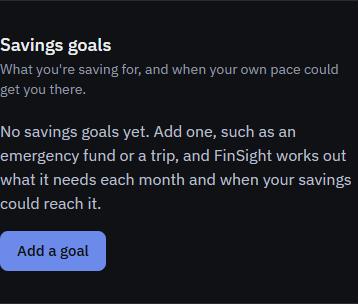 Savings goals
What you're saving for, and when your own pace could
get you there.
No savings goals yet. Add one, such as an
emergency fund or a trip, and FinSight works out
what it needs each month and when your savings
could reach it.
Add a goal